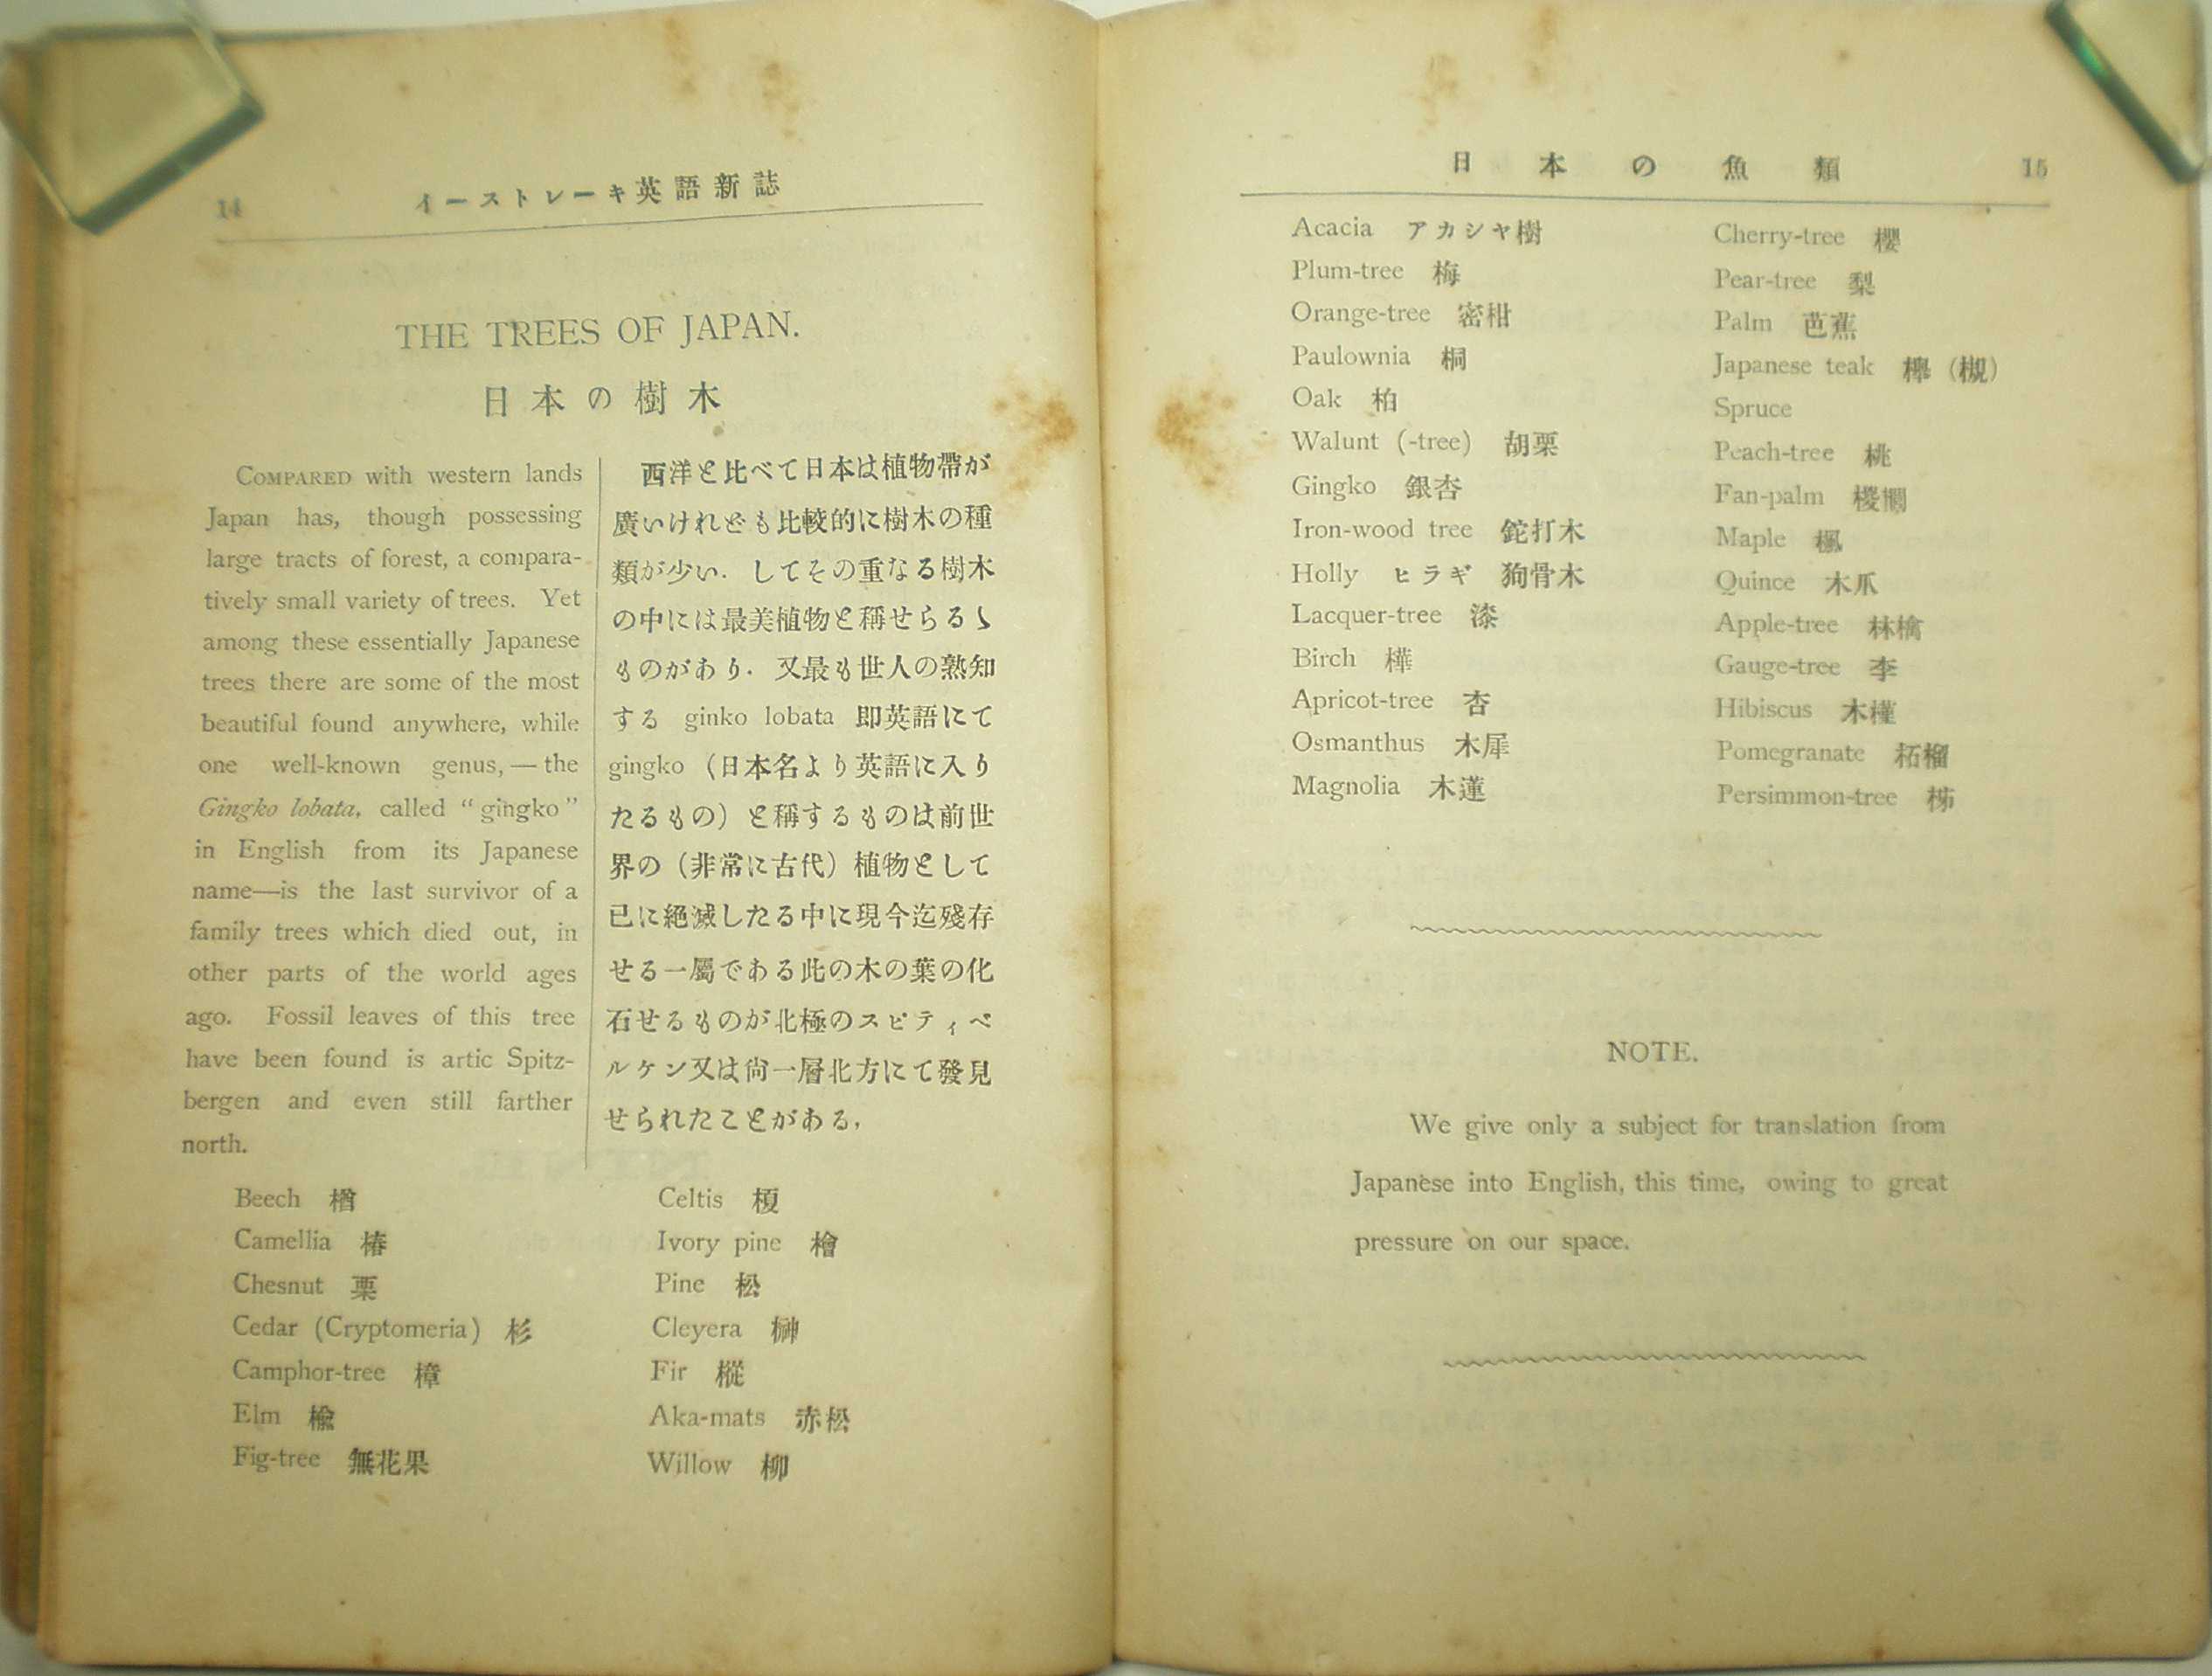 14
イーストレーキ英語新誌
THE TREES OF JAPAN.
日本の樹木
COMPARED with western lands
Japan has, though possessing
large tracts of forest, a compara-
tively small variety of trees. Yet
among these essentially Japanese
trees there are some of the most
beautiful found anywhere, while
one well-known genus, — the
Gingko lobata, called “gingko”
in English from its Japanese
name—is the last survivor of a
family trees which died out, in
other parts of the world ages
ago. Fossil leaves of this tree
have been found is artic Spitz-
bergen and even still farther
north.
西洋と比べて日本は植物帶が
廣いけれども比較的に樹木の種
類が少い．してその重なる樹木
の中には最美植物と稱せらるゝ
ものがあり．又最も世人の熟知
する ginko lobata 即英語にて
gingko（日本名より英語に入り
たるもの）と稱するものは前世
界の（非常に古代）植物として
已に絶滅したる中に現今迄殘存
せる一屬である此の木の葉の化
石せるものが北極のスピティベ
ルケン又は尙一層北方にて發見
せられたことがある，
Beech 楢
Camellia 椿
Chesnut 栗
Cedar (Cryptomeria) 杉
Camphor-tree 樟
Elm 楡
Fig-tree 無花果
Celtis 榎
Ivory pine 檜
Pine 松
Cleyera 榊
Fir 樅
Aka-mats 赤松
Willow 柳
日本の魚類
15
Acacia アカシヤ樹
Plum-tree 梅
Orange-tree 密柑
Paulownia 桐
Oak 柏
Walunt (-tree) 胡栗
Gingko 銀杏
Iron-wood tree 鉈打木
Holly ヒラギ 狗骨木
Lacquer-tree 漆
Birch 樺
Apricot-tree 杏
Osmanthus 木犀
Magnolia 木蓮
Cherry-tree 櫻
Pear-tree 梨
Palm 芭蕉
Japanese teak 欅（槻）
Spruce
Peach-tree 桃
Fan-palm 椶櫚
Maple 楓
Quince 木爪
Apple-tree 林檎
Gauge-tree 李
Hibiscus 木槿
Pomegranate 柘榴
Persimmon-tree 柿
NOTE.
We give only a subject for translation from
Japanese into English, this time, owing to great
pressure on our space.